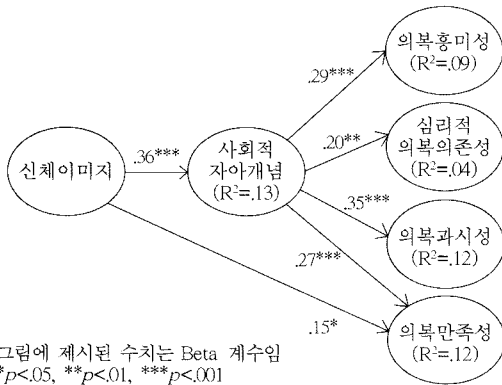 의복흥미성
(R²=.09)
.29***
심리적
의복의존성
(R²=.04)
.20**
신체이미지
.36***
사회적
자아개념
(R²=.13)
.35***
의복과시성
(R²=.12)
.27***
.15*
의복만족성
(R²=.12)
그림에 제시된 수치는 Beta 계수임
*p<.05, **p<.01, ***p<.001